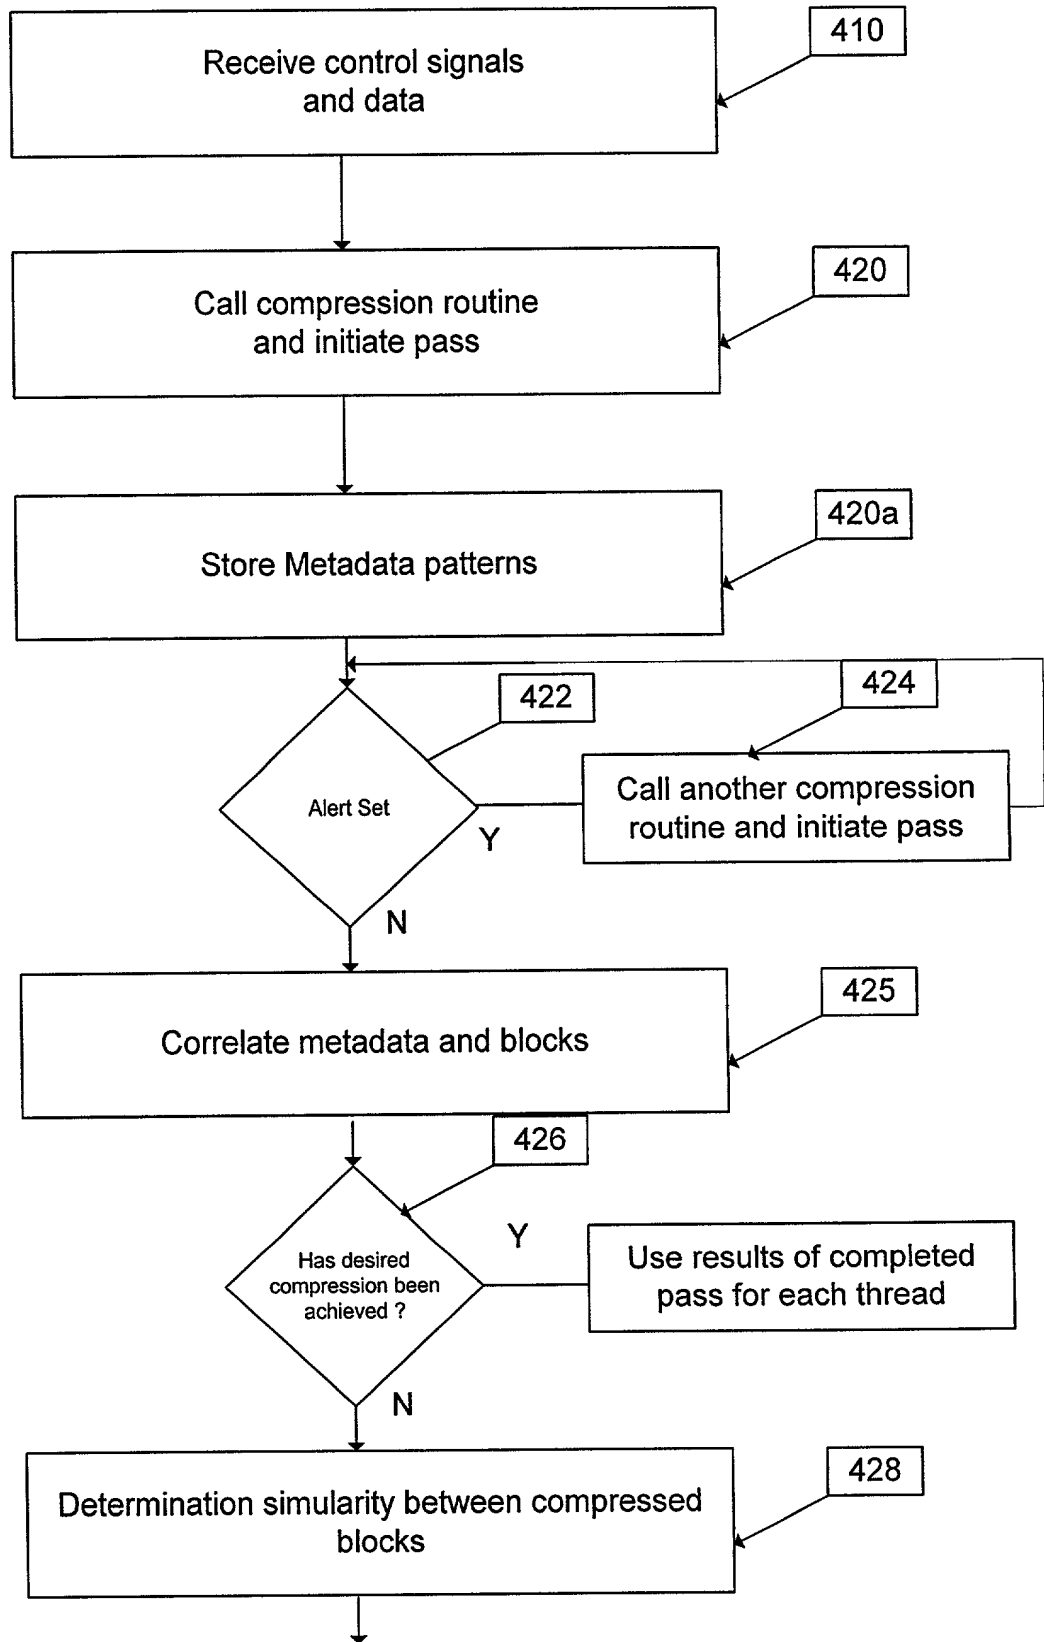 410
Receive control signals
and data
420
Call compression routine
and initiate pass
420a
Store Metadata patterns
422
424
Alert Set
Y
Call another compression
routine and initiate pass
N
425
Correlate metadata and blocks
426
Has desired
compression been
achieved ?
Y
Use results of completed
pass for each thread
N
428
Determination simularity between compressed
blocks